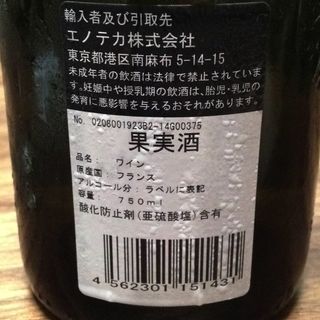 輸入者及び引取先
エノテカ株式会社
東京都港区南麻布 5-14-15
未成年者の飲酒は法律で禁止されていま
す。妊娠中や授乳期の飲酒は、胎児・乳児の
発育に悪影響を与えるおそれがあります。
No. 0208001923B2-14G00375
果実酒
品名: ワイン
原産国: フランス
アルコール分: ラベルに表記
容量: 750ml
酸化防止剤(亜硫酸塩)含有
4 562301 151431